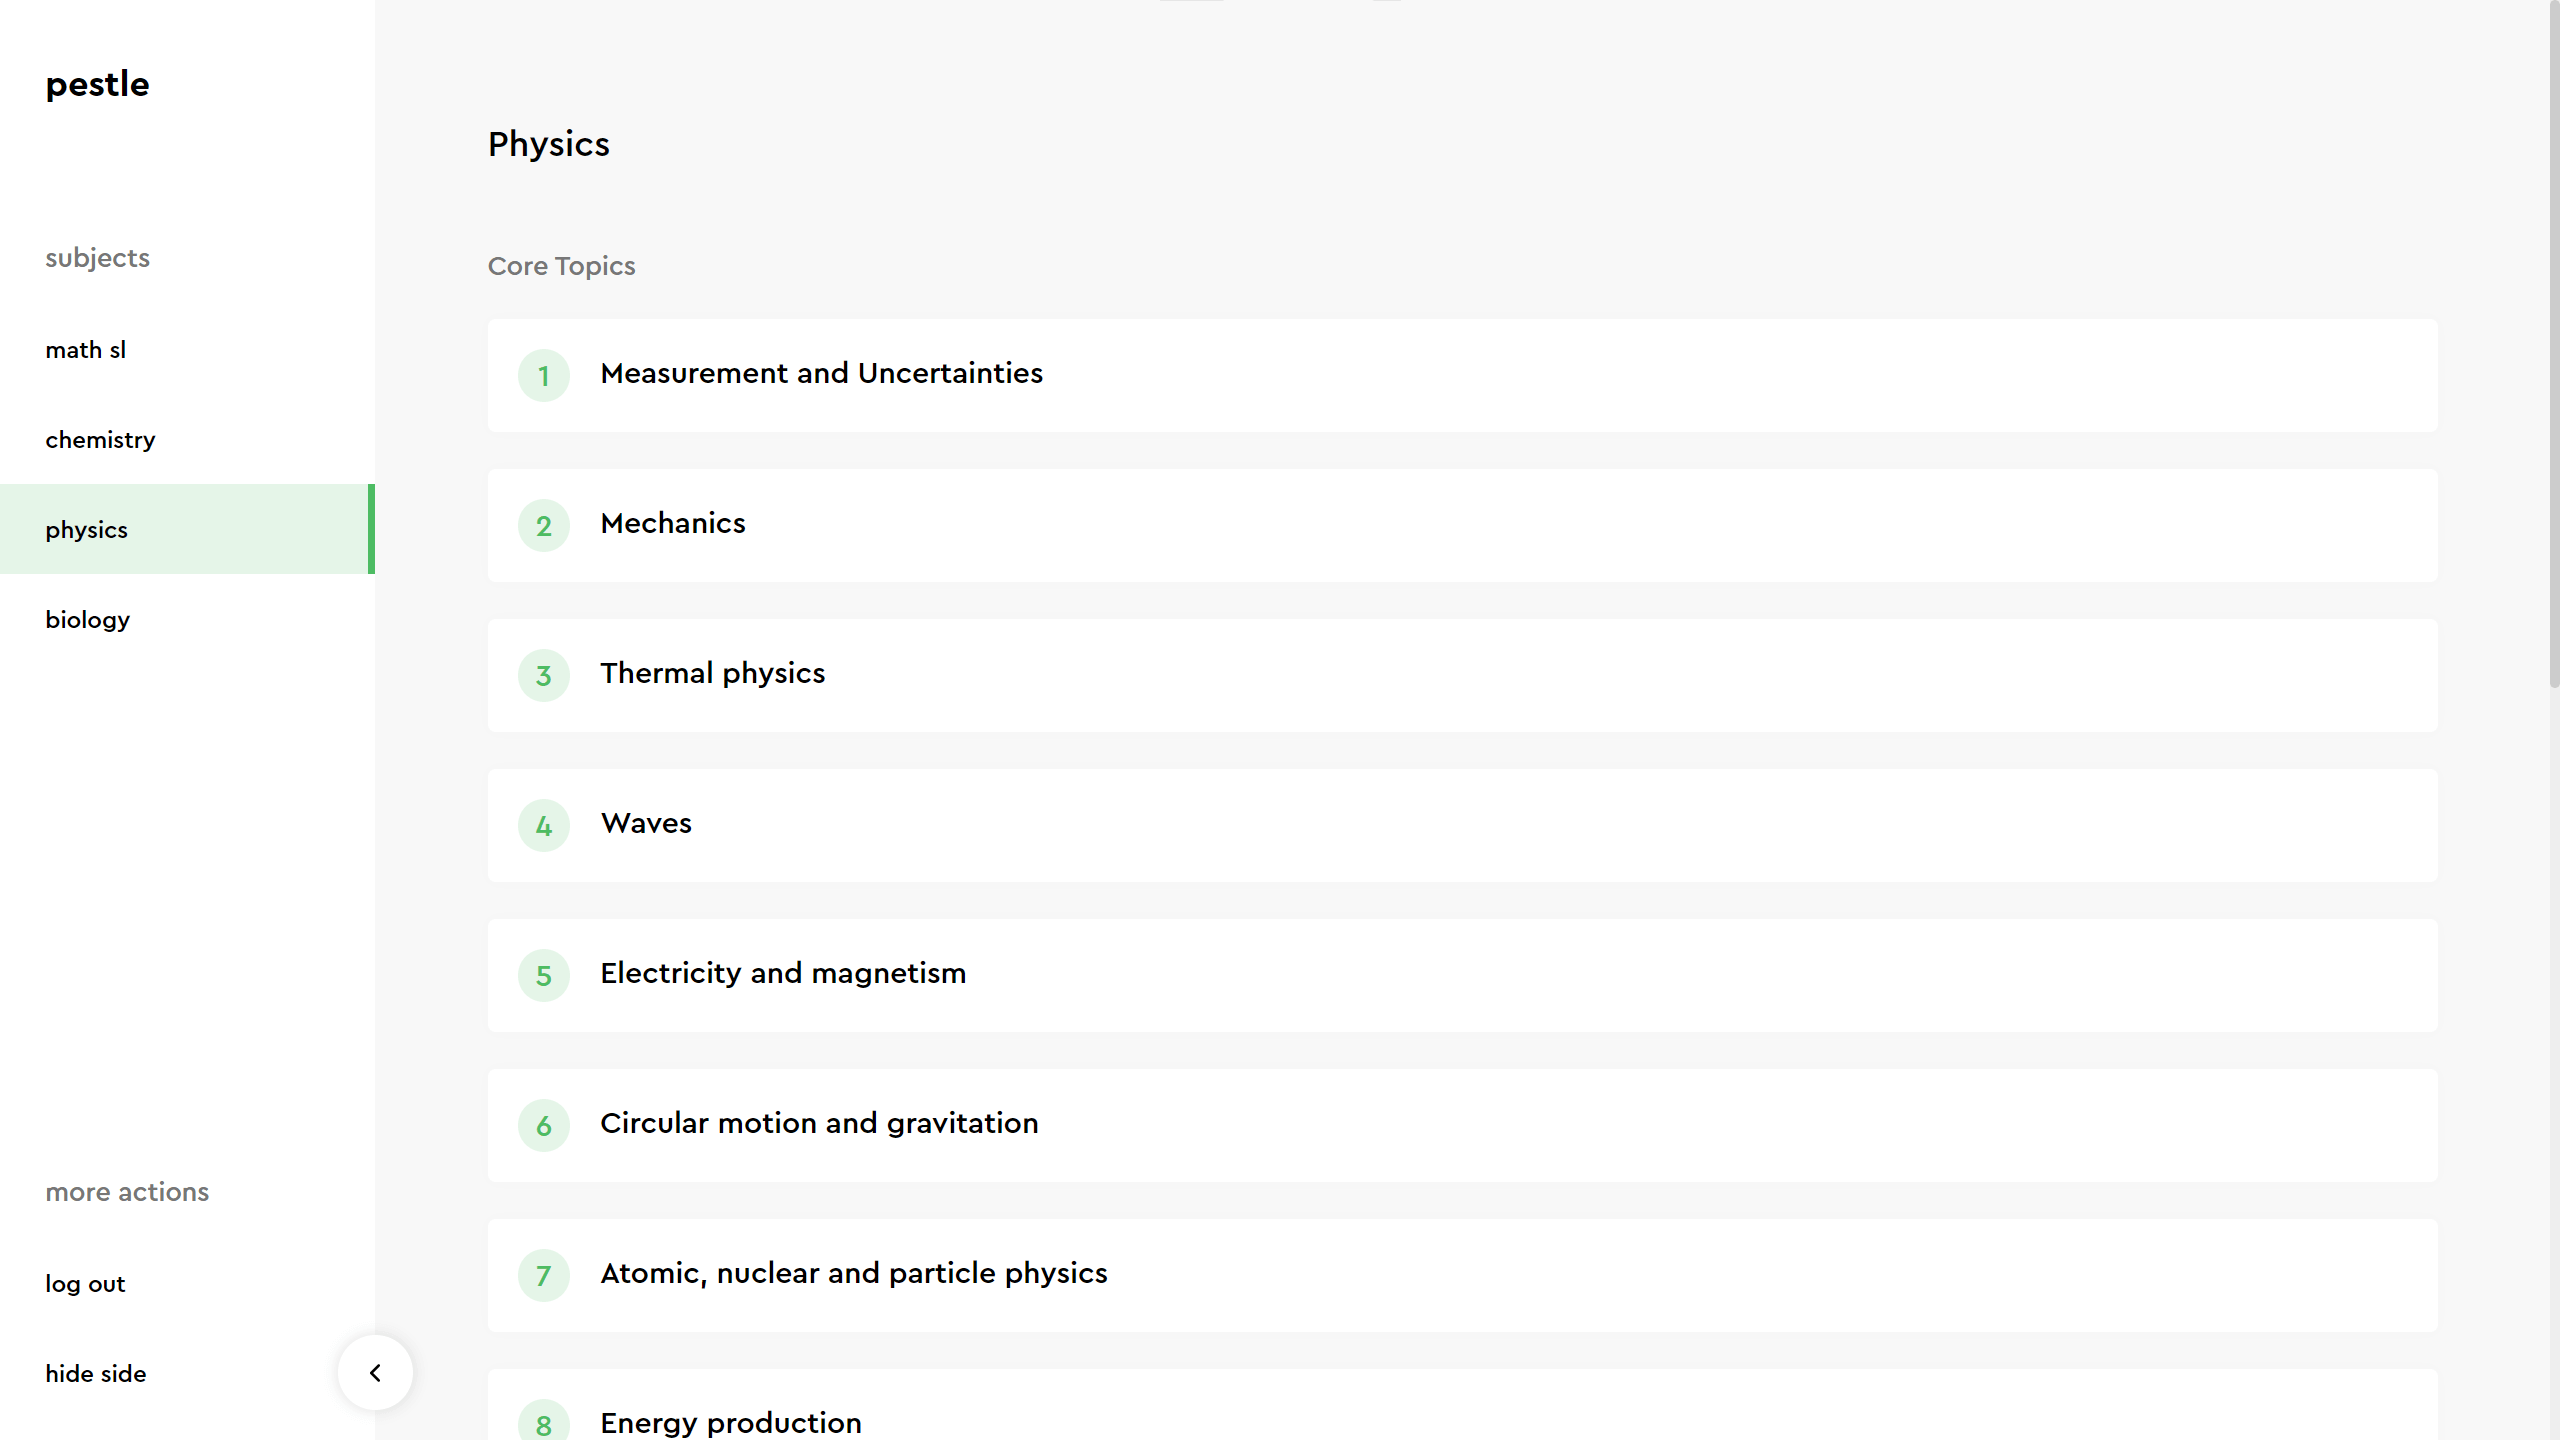 pestle
subjects
math sl
chemistry
physics
biology
more actions
log out
hide side
Physics
Core Topics
1 Measurement and Uncertainties
2 Mechanics
3 Thermal physics
4 Waves
5 Electricity and magnetism
6 Circular motion and gravitation
7 Atomic, nuclear and particle physics
8 Energy production